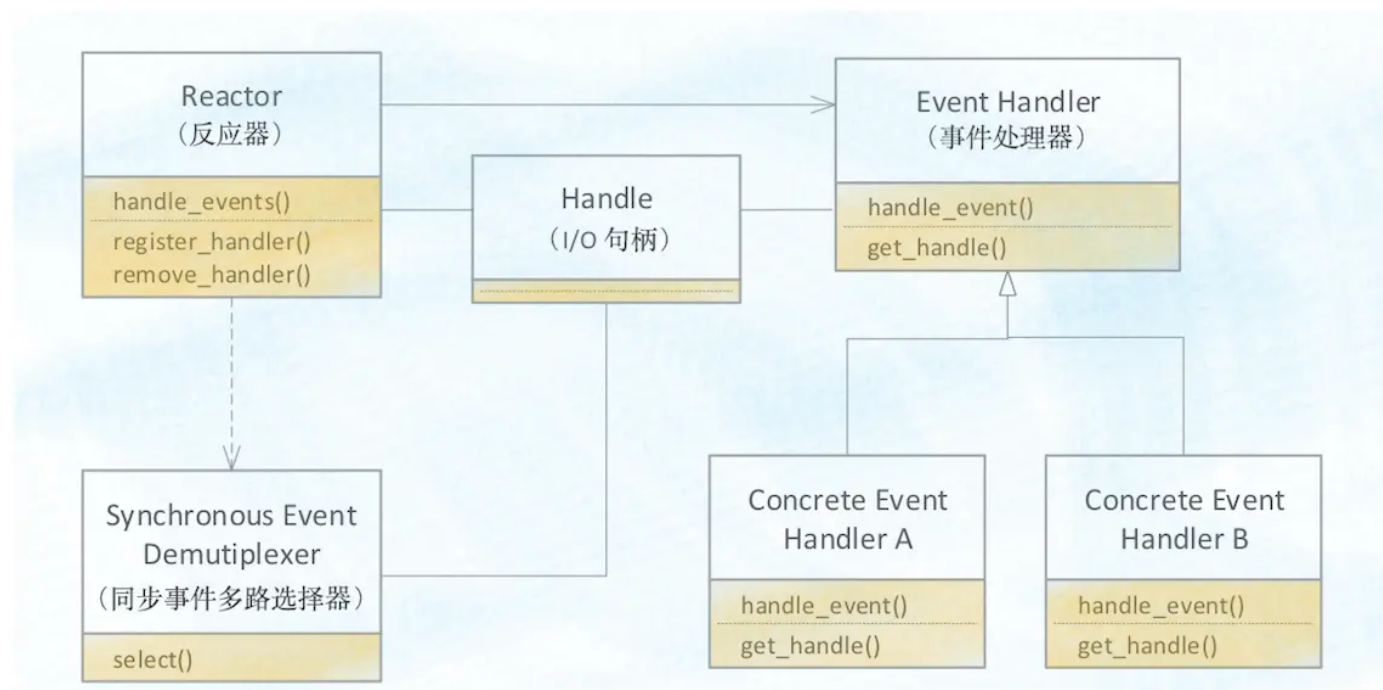 Reactor
（反应器）
handle_events()
register_handler()
remove_handler()
Handle
（I/O 句柄）
Event Handler
（事件处理器）
handle_event()
get_handle()
Synchronous Event
Demutiplexer
（同步事件多路选择器）
select()
Concrete Event
Handler A
handle_event()
get_handle()
Concrete Event
Handler B
handle_event()
get_handle()